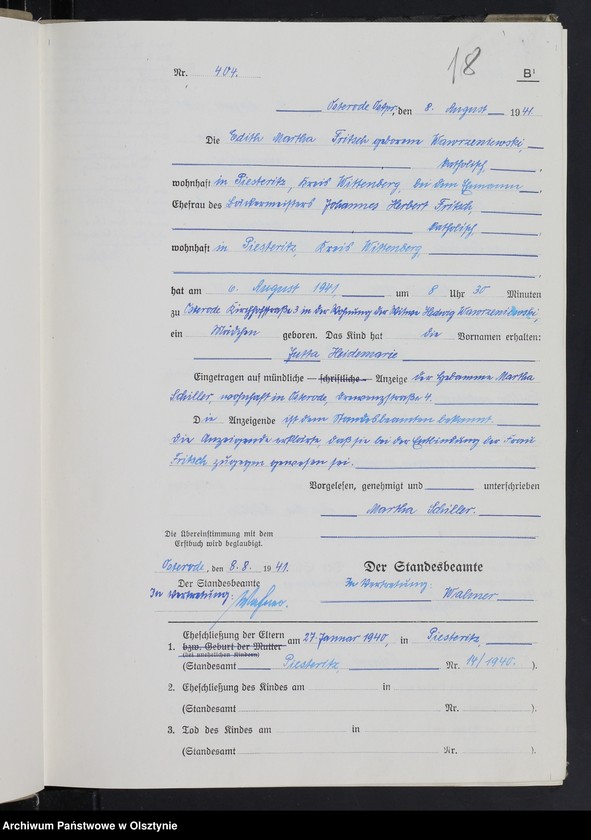 18
Nr. 404. B¹
Osterode Ostpr., den 8. August 1941
Die Edith Martha Fritsch geborene Wawrzeniewski,
katholisch,
wohnhaft in Piesteritz, Kreis Wittenberg, bei dem Ehemann
Ehefrau des Bäckermeisters Johannes Herbert Fritsch,
katholisch,
wohnhaft in Piesteritz, Kreis Wittenberg
hat am 6. August 1941, um 8 Uhr 30 Minuten
zu Osterode Kirchhofstraße 3 in der Wohnung der Witwe Hedwig Wawrzeniewski,
ein Mädchen geboren. Das Kind hat die Vornamen erhalten:
Jutta Heidemarie
Eingetragen auf mündliche — schriftliche — Anzeige der Hebamme Martha
Schiller, wohnhaft in Osterode, Drewenzstraße 4.
Die Anzeigende ist dem Standesbeamten bekannt.
Die Anzeigende erklärte, daß sie bei der Entbindung der Frau
Fritsch zugegen gewesen sei.
Vorgelesen, genehmigt und unterschrieben
Martha Schiller.
Die Übereinstimmung mit dem
Erstbuch wird beglaubigt.
Osterode, den 8.8. 1941.
Der Standesbeamte
In Vertretung:
Der Standesbeamte
In Vertretung:
Walmer
Eheschließung der Eltern
1. bzw. Geburt der Mutter am 27. Januar 1940, in Piesteritz,
(bei unehelichen Kindern)
(Standesamt Piesteritz, Nr. 14/1940. ).
2. Eheschließung des Kindes am in
(Standesamt Nr. ).
3. Tod des Kindes am in
(Standesamt Nr. ).
Archiwum Państwowe w Olsztynie